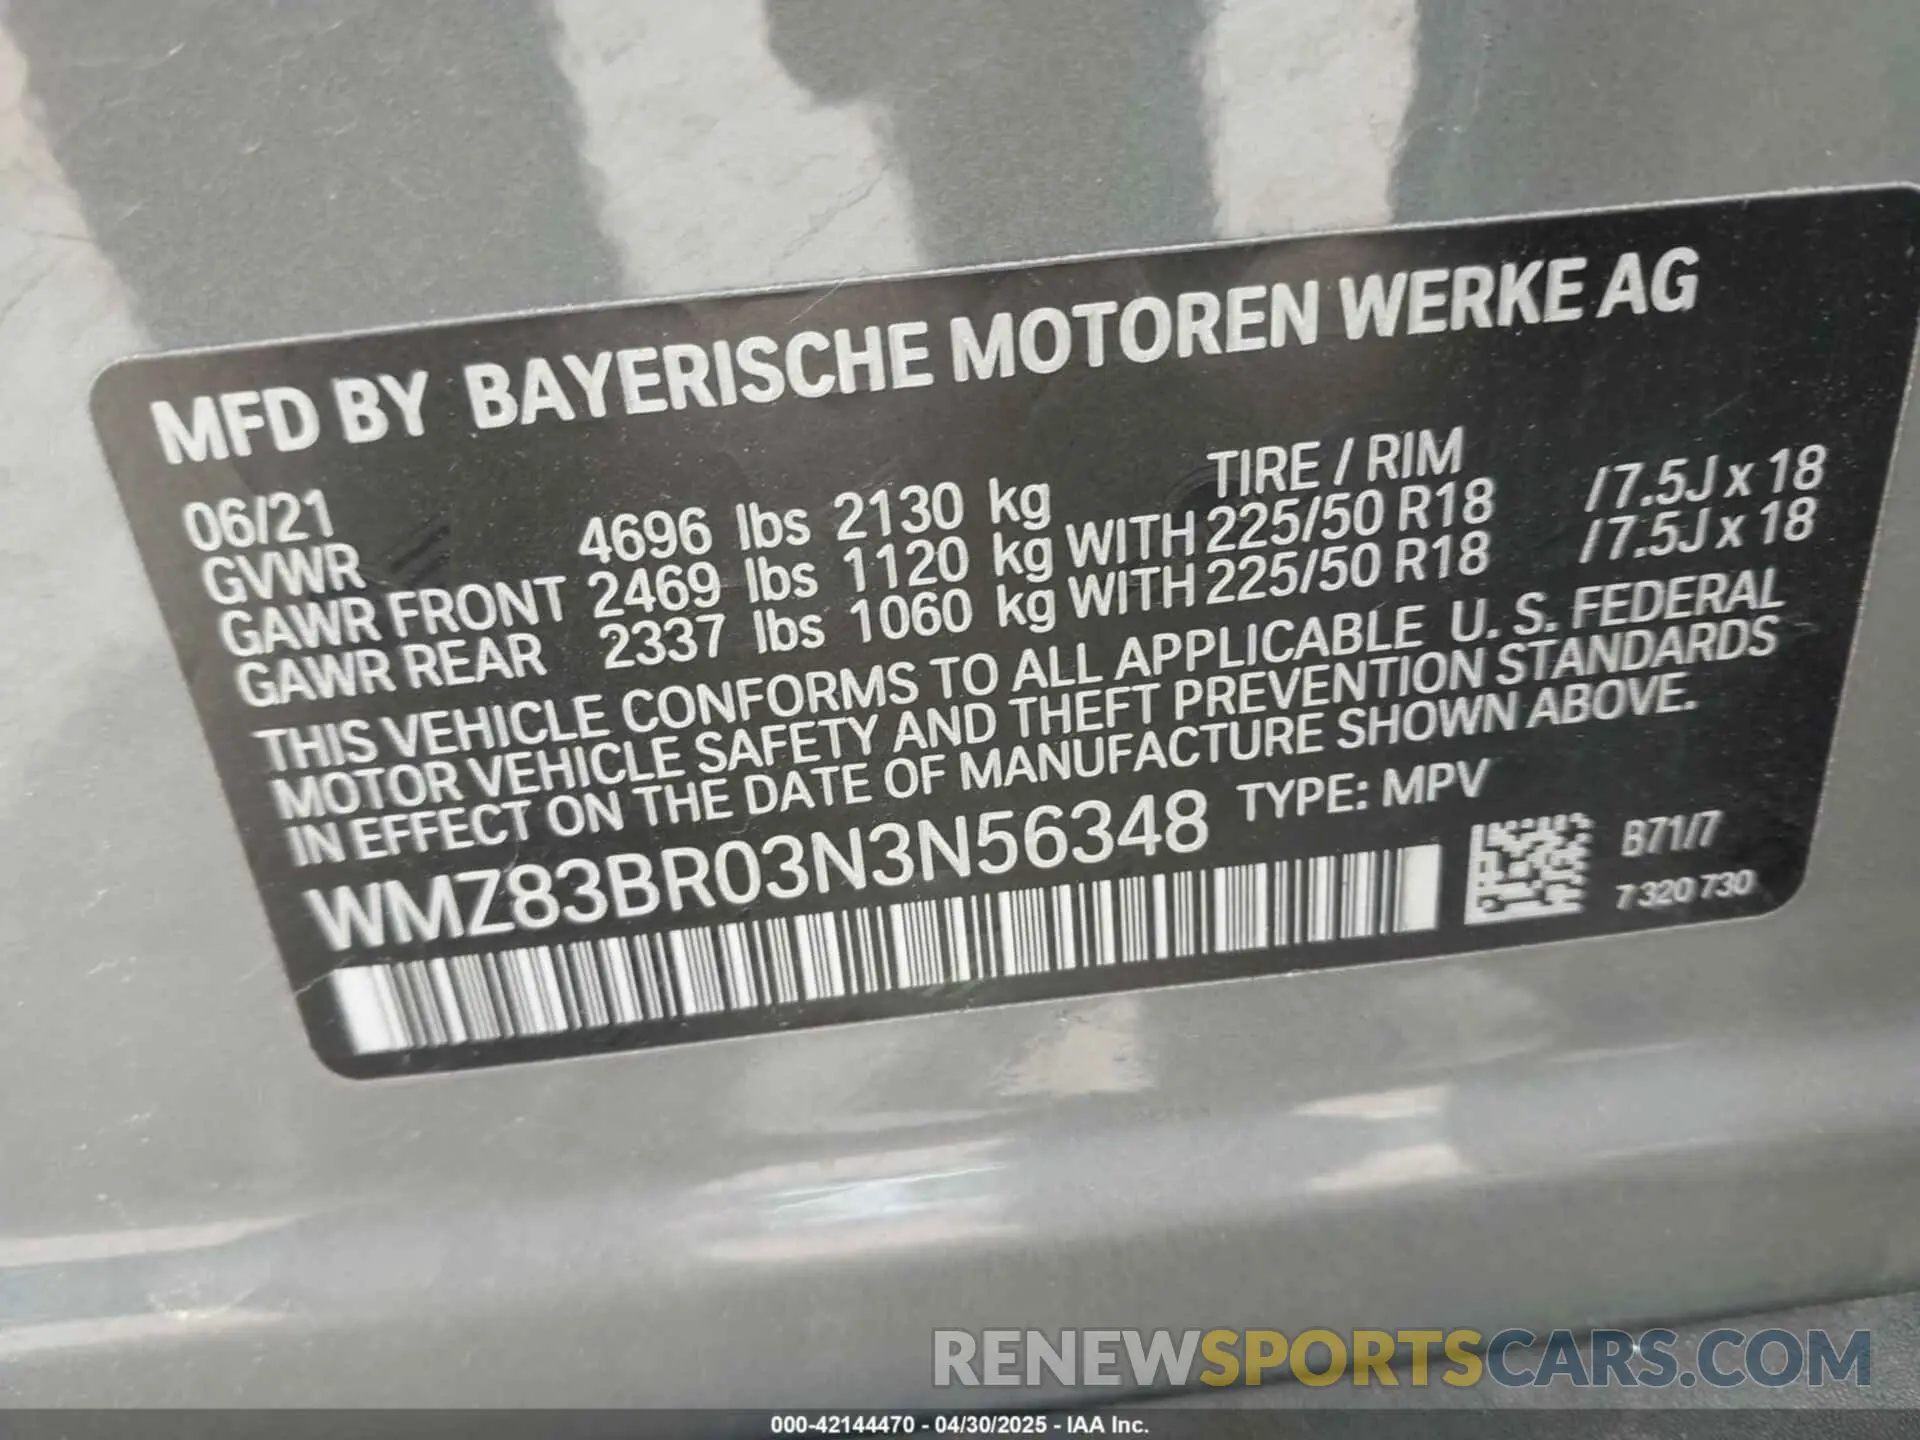 MFD BY BAYERISCHE MOTOREN WERKE AG
06/21 TIRE / RIM
GVWR 4696 lbs 2130 kg
GAWR FRONT 2469 lbs 1120 kg WITH 225/50 R18 /7.5J x 18
GAWR REAR 2337 lbs 1060 kg WITH 225/50 R18 /7.5J x 18
THIS VEHICLE CONFORMS TO ALL APPLICABLE U. S. FEDERAL
MOTOR VEHICLE SAFETY AND THEFT PREVENTION STANDARDS
IN EFFECT ON THE DATE OF MANUFACTURE SHOWN ABOVE.
WMZ83BR03N3N56348 TYPE: MPV
B71/7
7 320 730
RENEWSPORTSCARS.COM
000-42144470 - 04/30/2025 - IAA Inc.